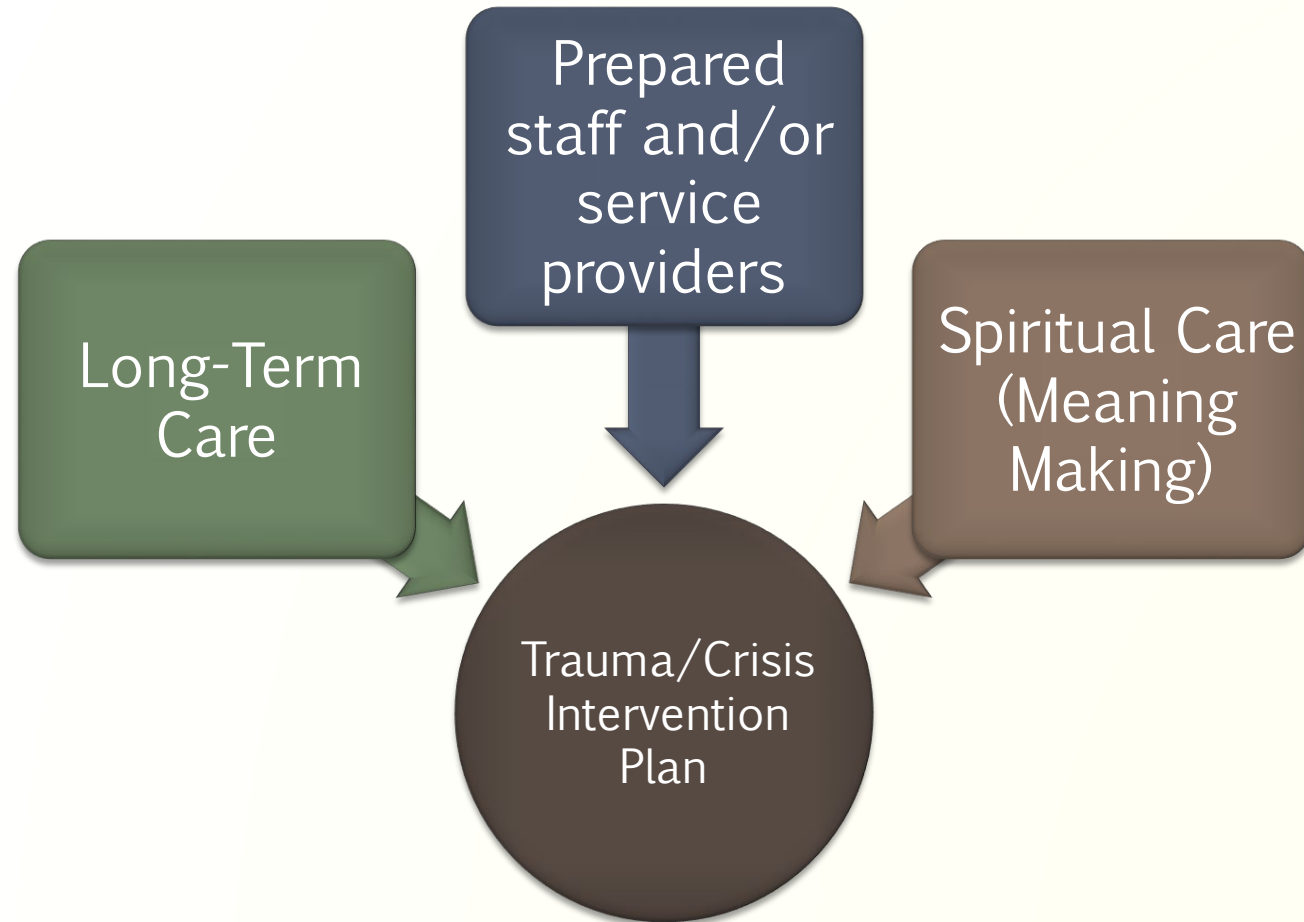 Prepared
staff and/or
service
providers
Long-Term
Care
Spiritual Care
(Meaning
Making)
Trauma/Crisis
Intervention
Plan